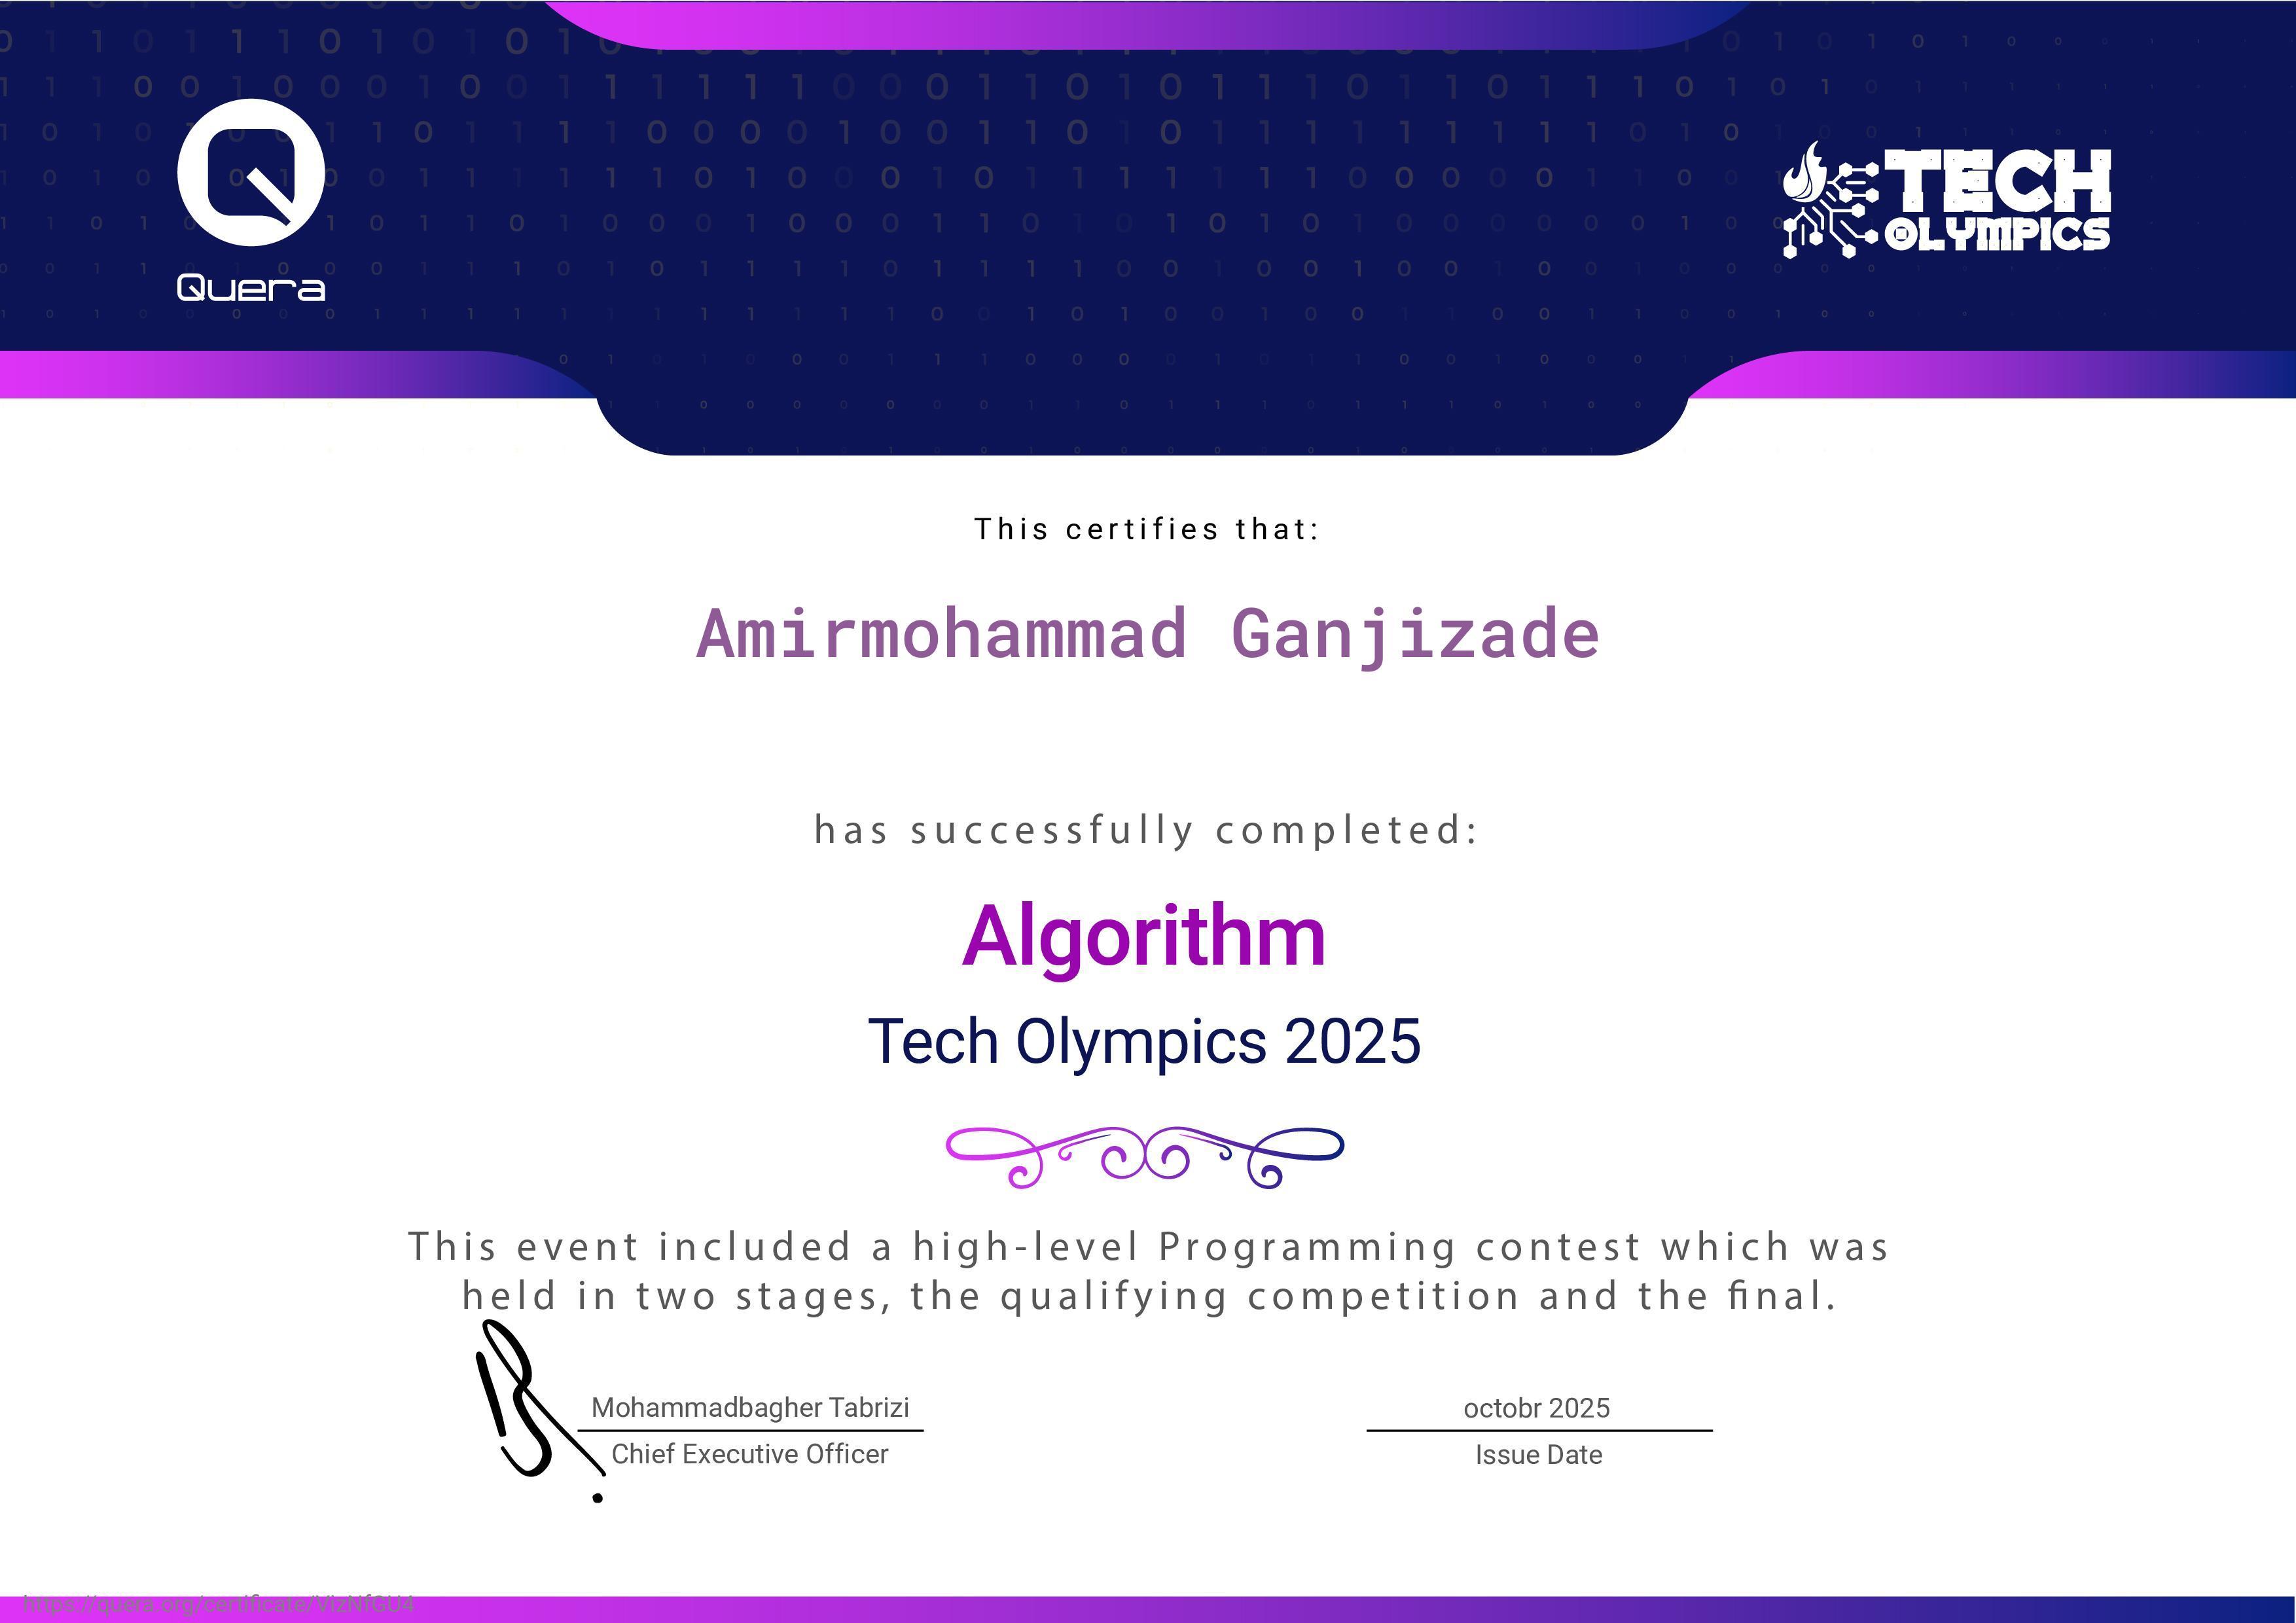 Quera
TECH
OLYMPICS
This certifies that:
Amirmohammad Ganjizade
has successfully completed:
Algorithm
Tech Olympics 2025
This event included a high-level Programming contest which was
held in two stages, the qualifying competition and the final.
Mohammadbagher Tabrizi
Chief Executive Officer
octobr 2025
Issue Date